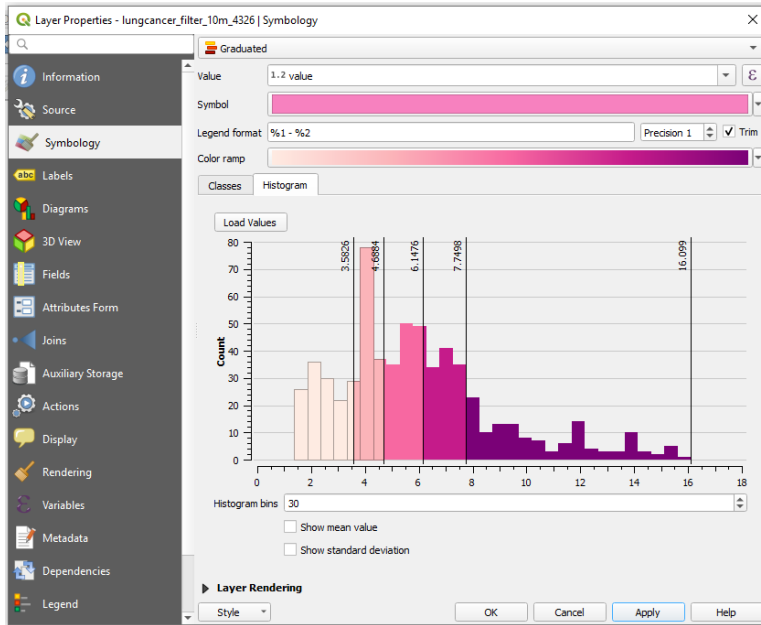 Layer Properties - lungcancer_filter_10m_4326 | Symbology
Information
Source
Symbology
Labels
Diagrams
3D View
Fields
Attributes Form
Joins
Auxiliary Storage
Actions
Display
Rendering
Variables
Metadata
Dependencies
Legend
Graduated
Value 1.2 value ε
Symbol
Legend format %1 - %2 Precision 1 Trim
Color ramp
Classes Histogram
Load Values
80
70
60
50
40
30
20
10
0
Count
3.5826
4.6884
6.1476
7.7498
16.099
0 2 4 6 8 10 12 14 16 18
Histogram bins 30
Show mean value
Show standard deviation
Layer Rendering
Style OK Cancel Apply Help
abc